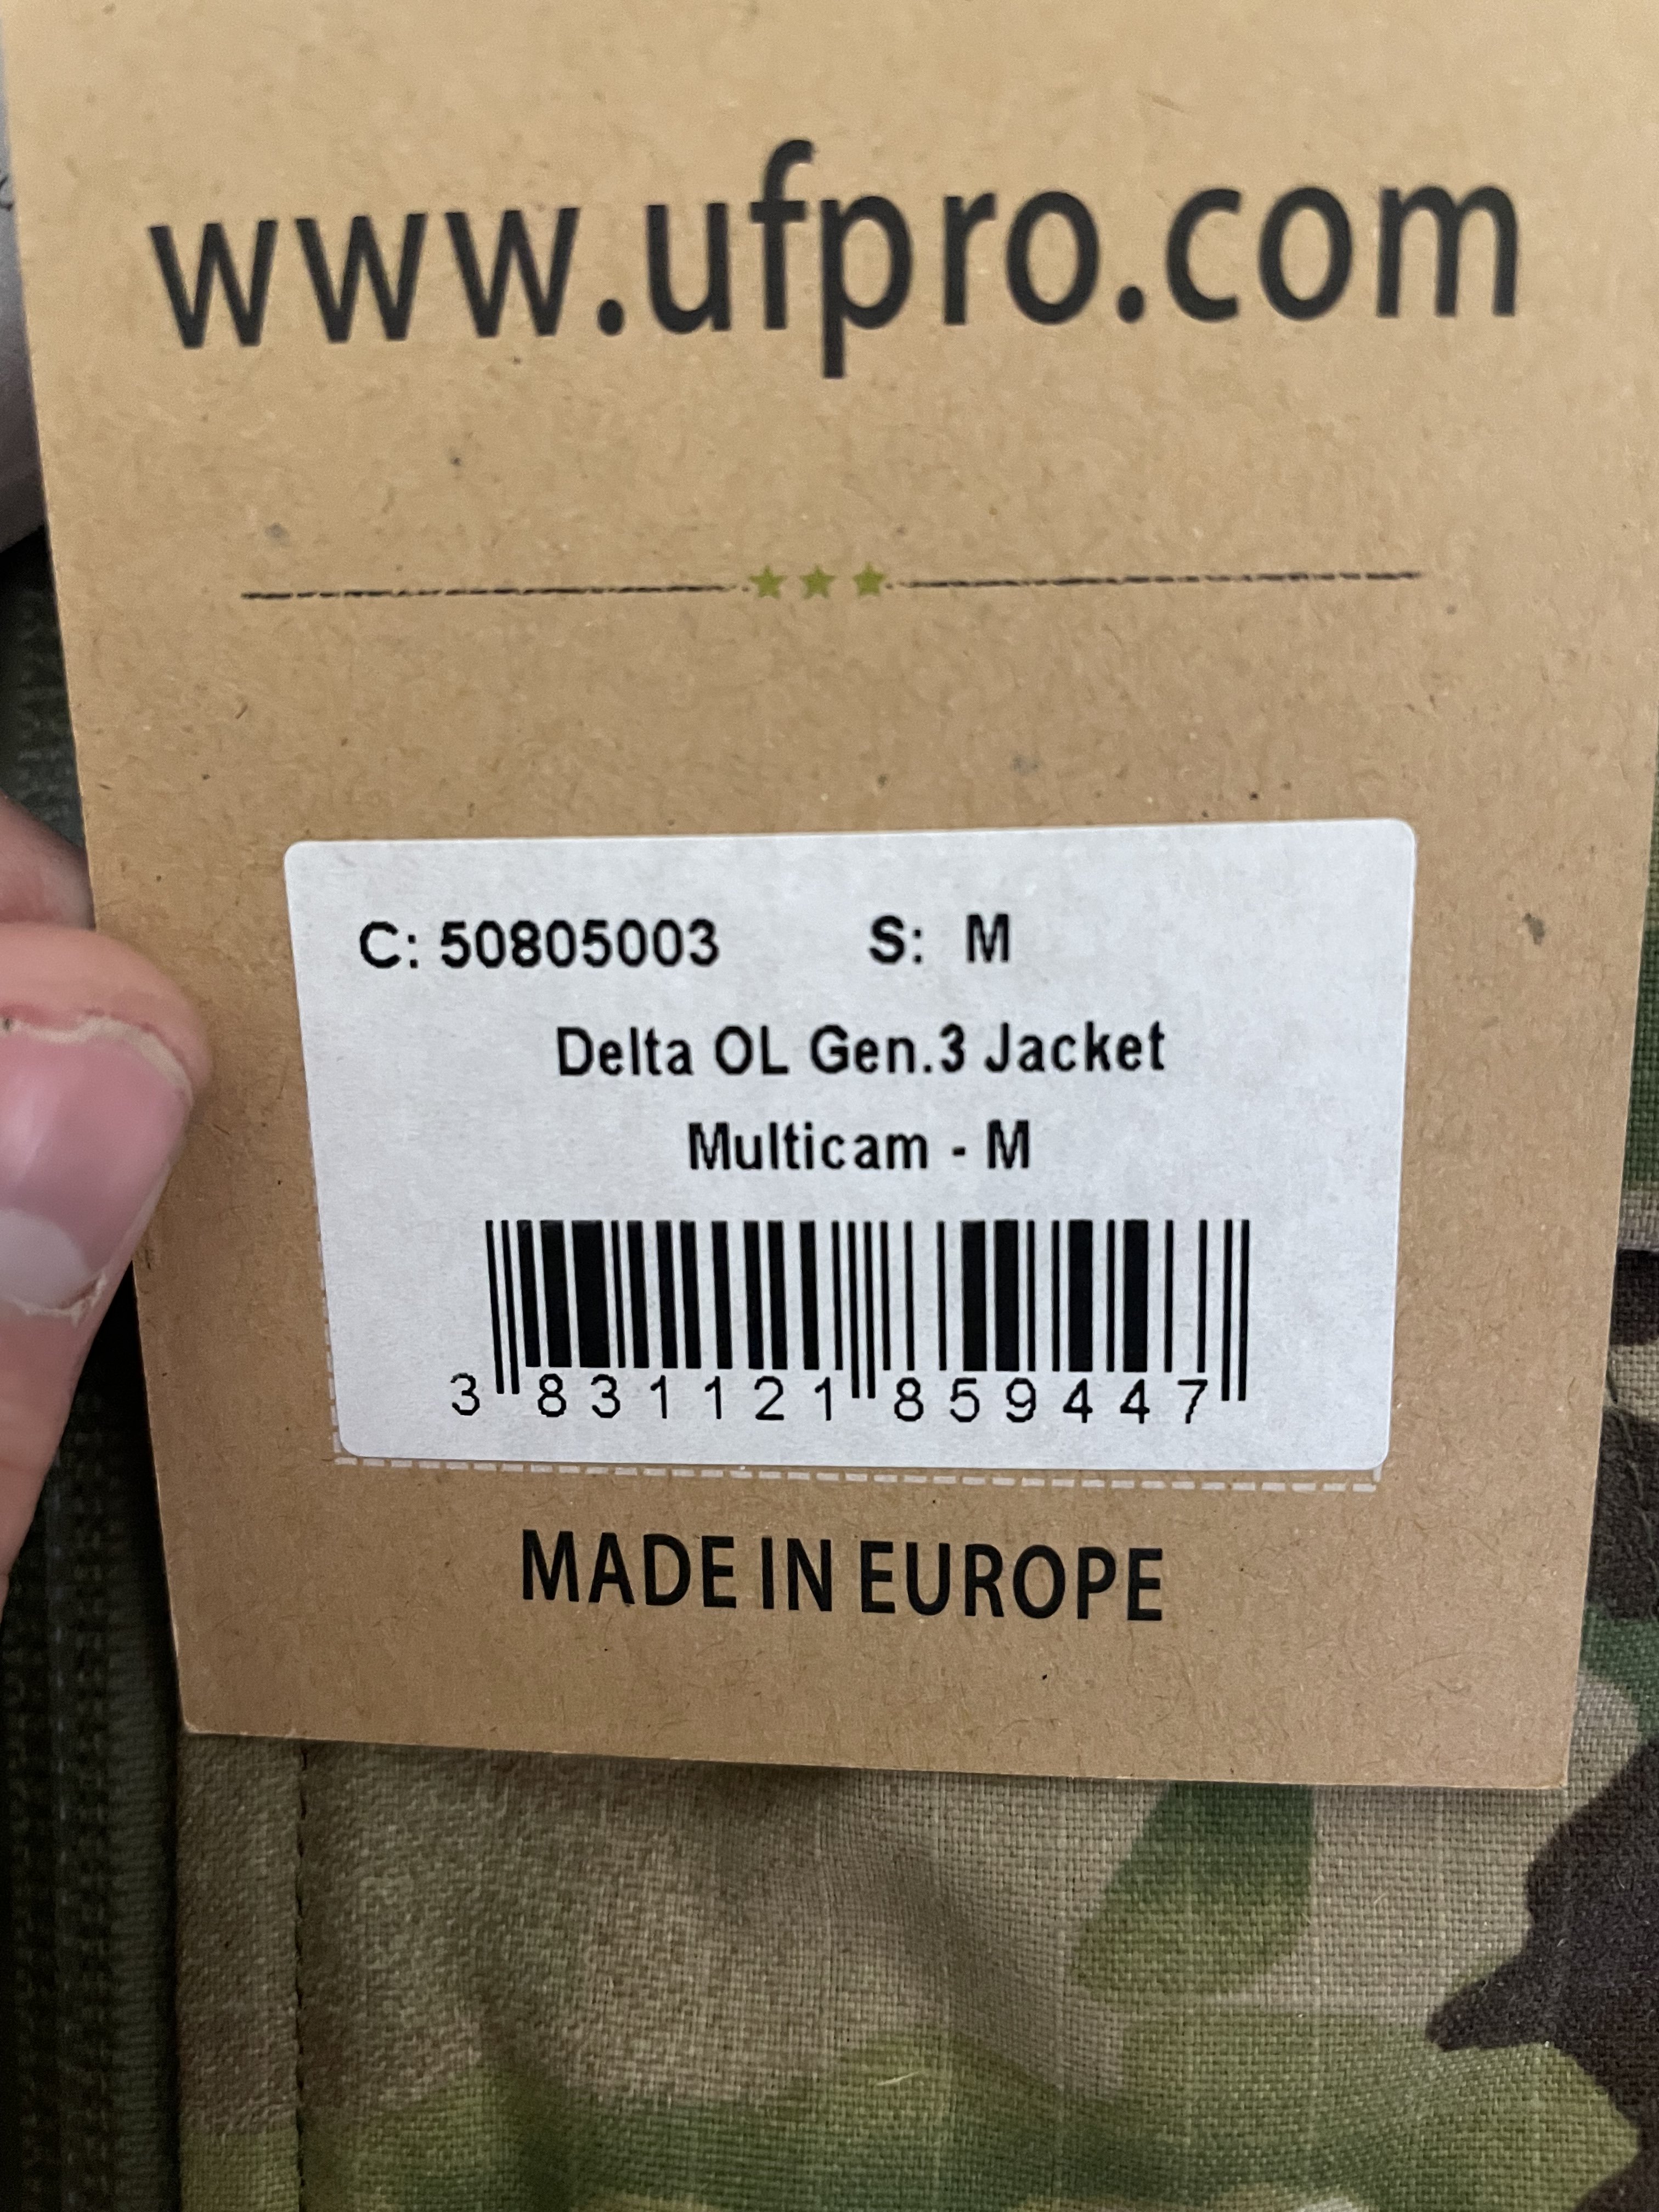 www.ufpro.com
C: 50805003 S: M
Delta OL Gen.3 Jacket
Multicam - M
3 831121 859447
MADE IN EUROPE